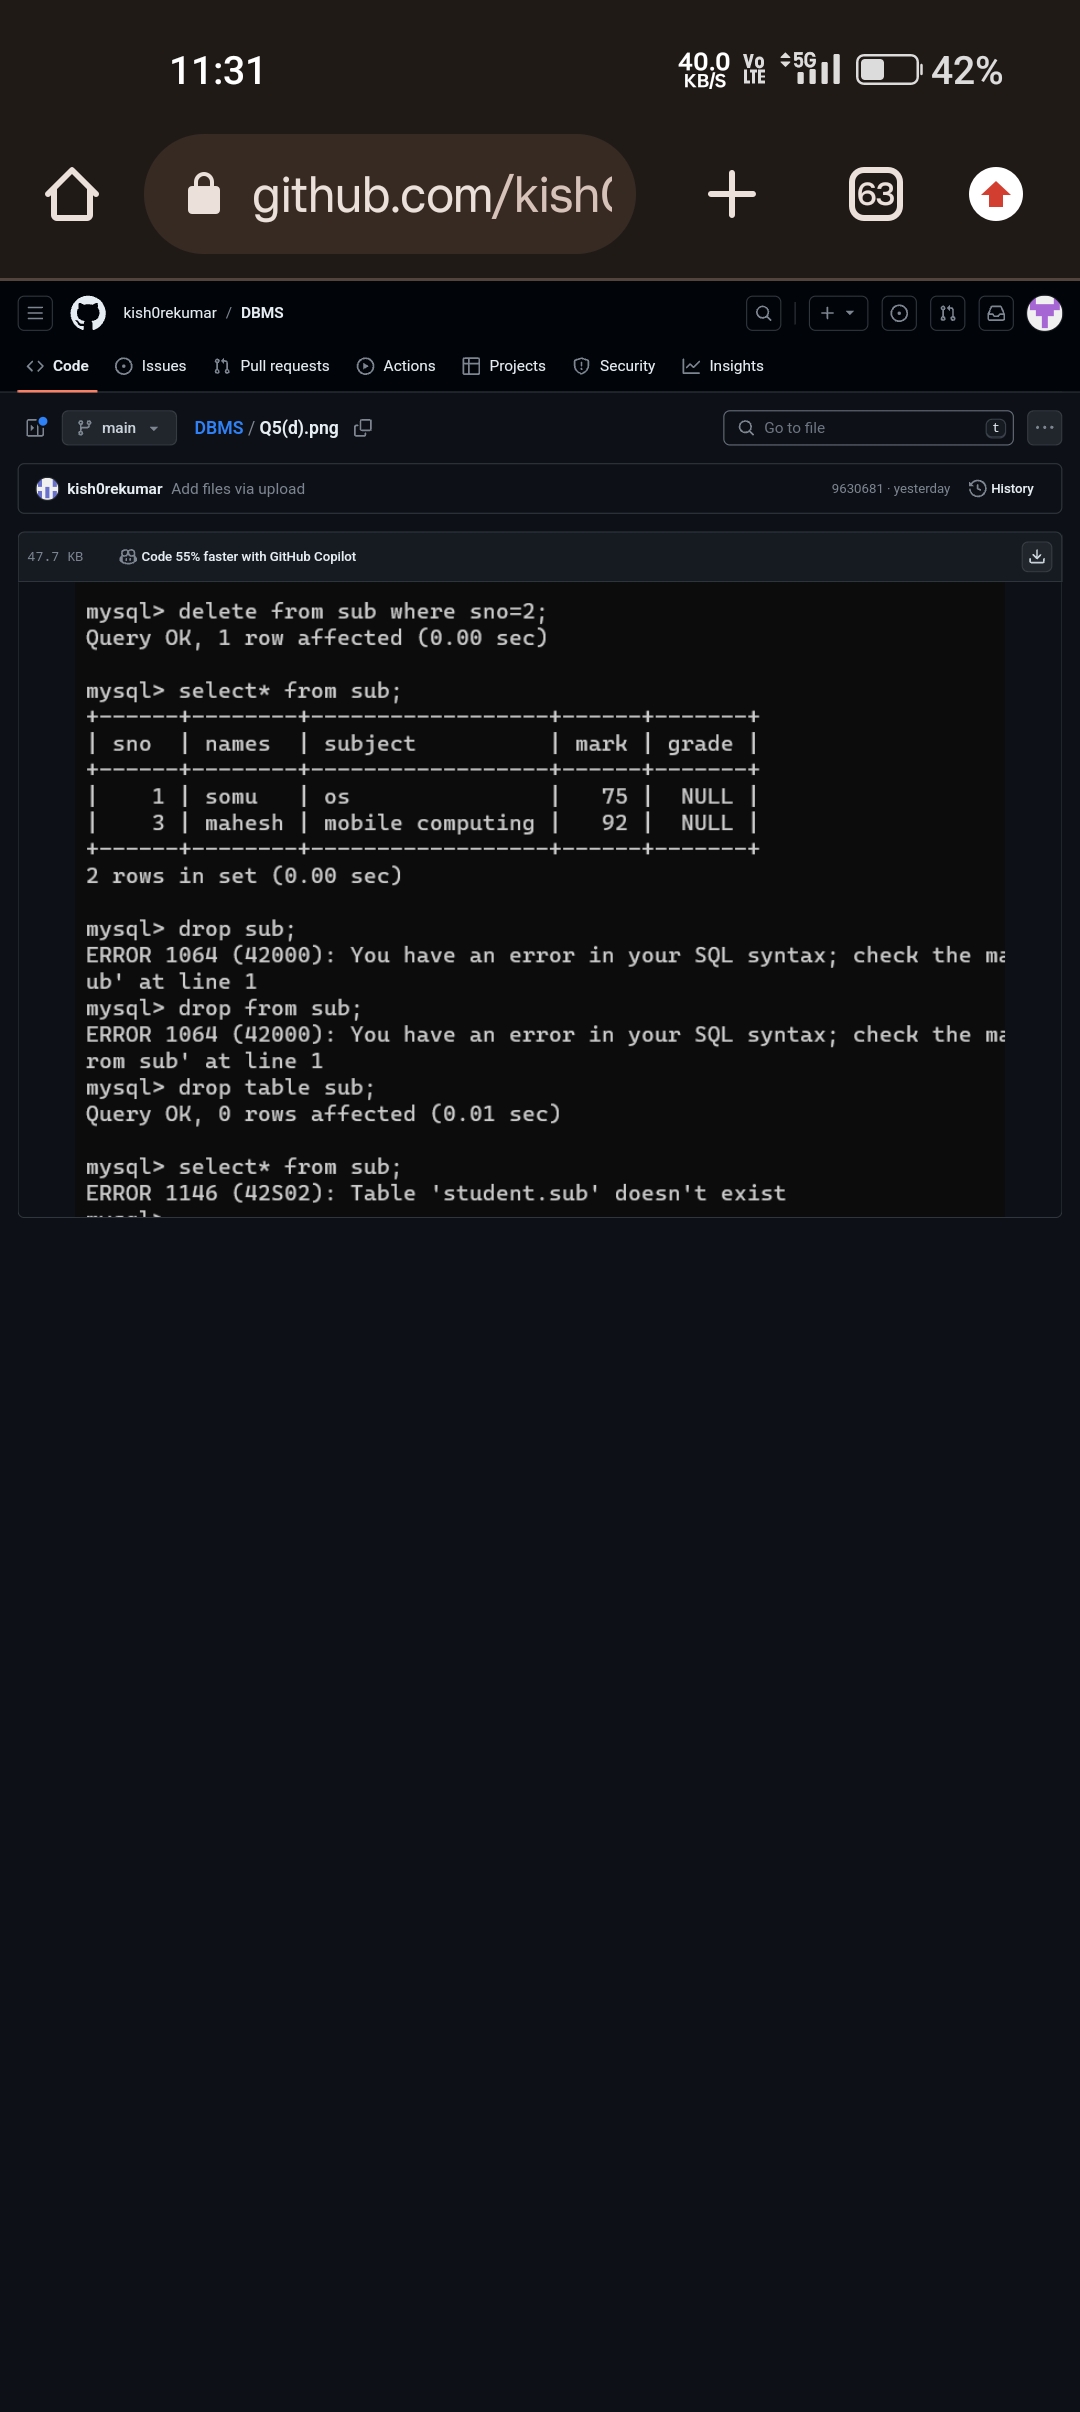 11:31
40.0
KB/S
Vo
LTE
5G
42%
github.com/kish
63
kish0rekumar / DBMS
Code
Issues
Pull requests
Actions
Projects
Security
Insights
main
DBMS / Q5(d).png
Go to file
t
kish0rekumar Add files via upload
9630681 · yesterday
History
47.7 KB
Code 55% faster with GitHub Copilot
mysql> delete from sub where sno=2;
Query OK, 1 row affected (0.00 sec)
mysql> select* from sub;
+------+--------+------------------+------+-------+
| sno  | names  | subject          | mark | grade |
+------+--------+------------------+------+-------+
|    1 | somu   | os               |   75 |  NULL |
|    3 | mahesh | mobile computing |   92 |  NULL |
+------+--------+------------------+------+-------+
2 rows in set (0.00 sec)
mysql> drop sub;
ERROR 1064 (42000): You have an error in your SQL syntax; check the ma
ub' at line 1
mysql> drop from sub;
ERROR 1064 (42000): You have an error in your SQL syntax; check the ma
rom sub' at line 1
mysql> drop table sub;
Query OK, 0 rows affected (0.01 sec)
mysql> select* from sub;
ERROR 1146 (42S02): Table 'student.sub' doesn't exist
mysql>